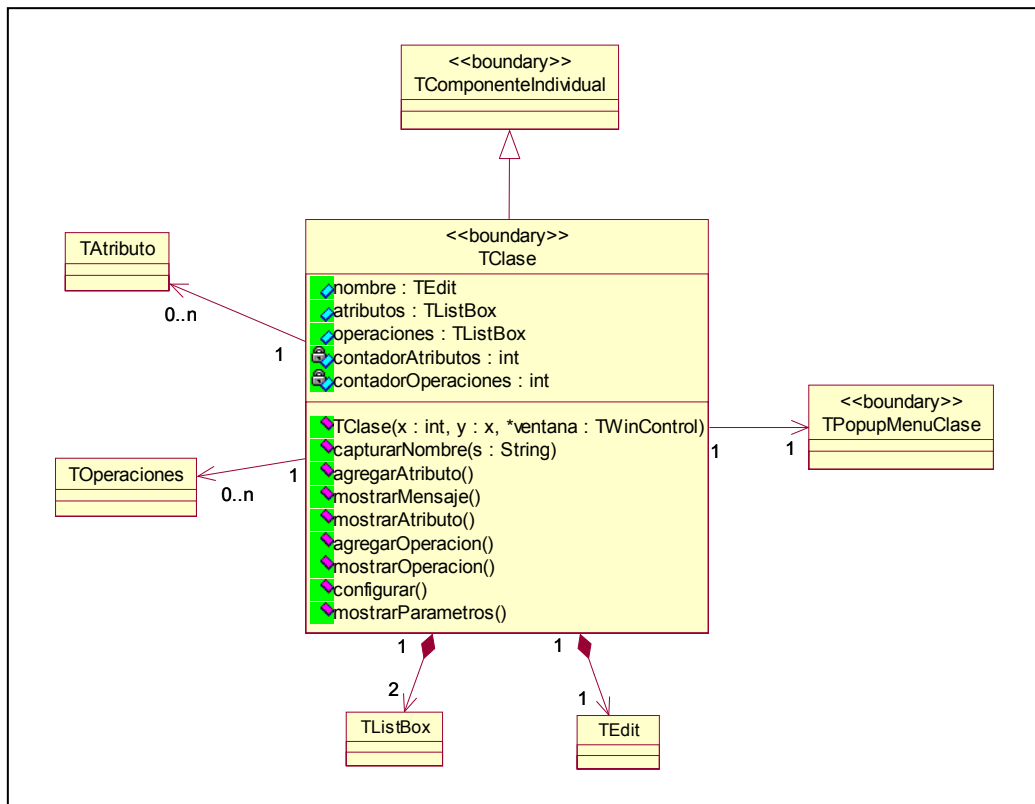 <<boundary>>
TComponenteIndividual
<<boundary>>
TClase
nombre : TEdit
atributos : TListBox
operaciones : TListBox
contadorAtributos : int
contadorOperaciones : int
TClase(x : int, y : x, *ventana : TWinControl)
capturarNombre(s : String)
agregarAtributo()
mostrarMensaje()
mostrarAtributo()
agregarOperacion()
mostrarOperacion()
configurar()
mostrarParametros()
TAtributo
0..n
1
TOperaciones
0..n
1
<<boundary>>
TPopupMenuClase
1
1
1
2
TListBox
1
1
TEdit